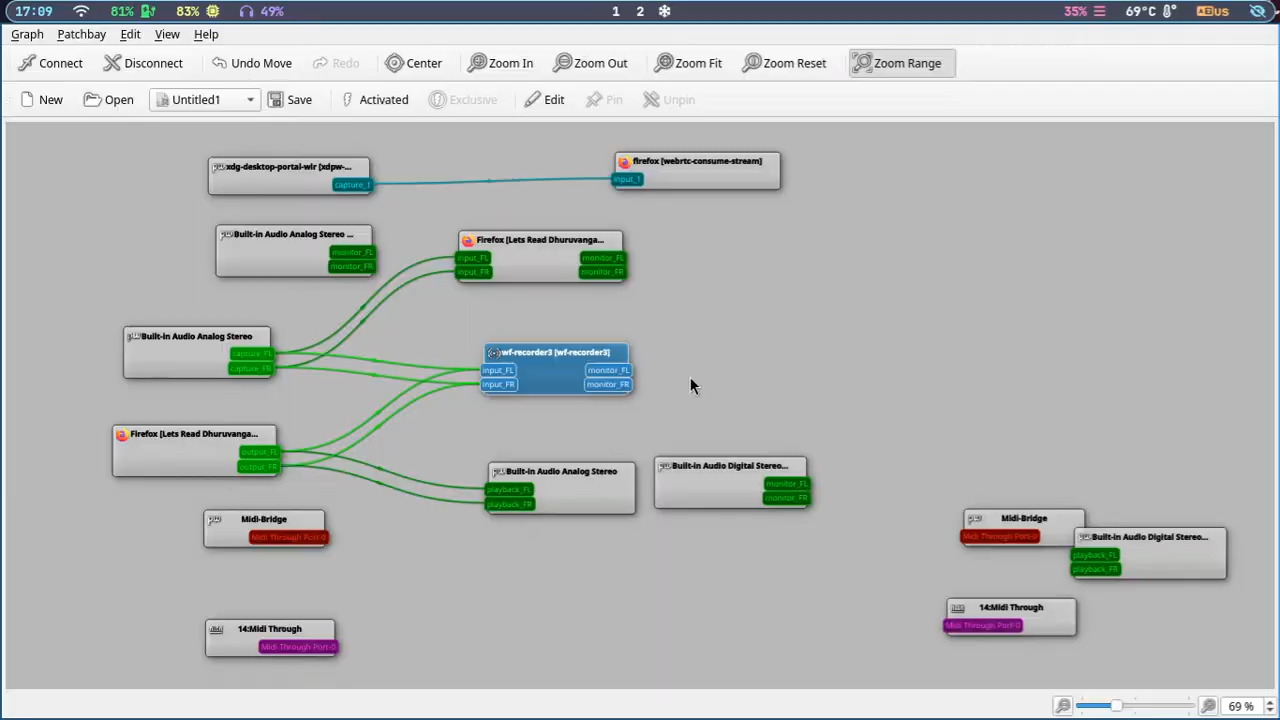 17:09 81% 83% 49% 1 2 35% 69°C US
Graph Patchbay Edit View Help
Connect Disconnect Undo Move Redo Center Zoom In Zoom Out Zoom Fit Zoom Reset Zoom Range
New Open Untitled1 Save Activated Exclusive Edit Pin Unpin
xdg-desktop-portal-wlr [xdpw-...
capture_1
firefox [webrtc-consume-stream]
input_1
Built-in Audio Analog Stereo ...
monitor_FL
monitor_FR
Firefox [Lets Read Dhuruvanga...
input_FL monitor_FL
input_FR monitor_FR
Built-in Audio Analog Stereo
capture_FL
capture_FR
wf-recorder3 [wf-recorder3]
input_FL monitor_FL
input_FR monitor_FR
Firefox [Lets Read Dhuruvanga...
output_FL
output_FR
Built-in Audio Analog Stereo
playback_FL
playback_FR
Built-in Audio Digital Stereo...
monitor_FL
monitor_FR
Midi-Bridge
Midi Through Port-0
Midi-Bridge
Midi Through Port-0
Built-in Audio Digital Stereo...
playback_FL
playback_FR
14:Midi Through
Midi Through Port-0
14:Midi Through
Midi Through Port-0
69 %